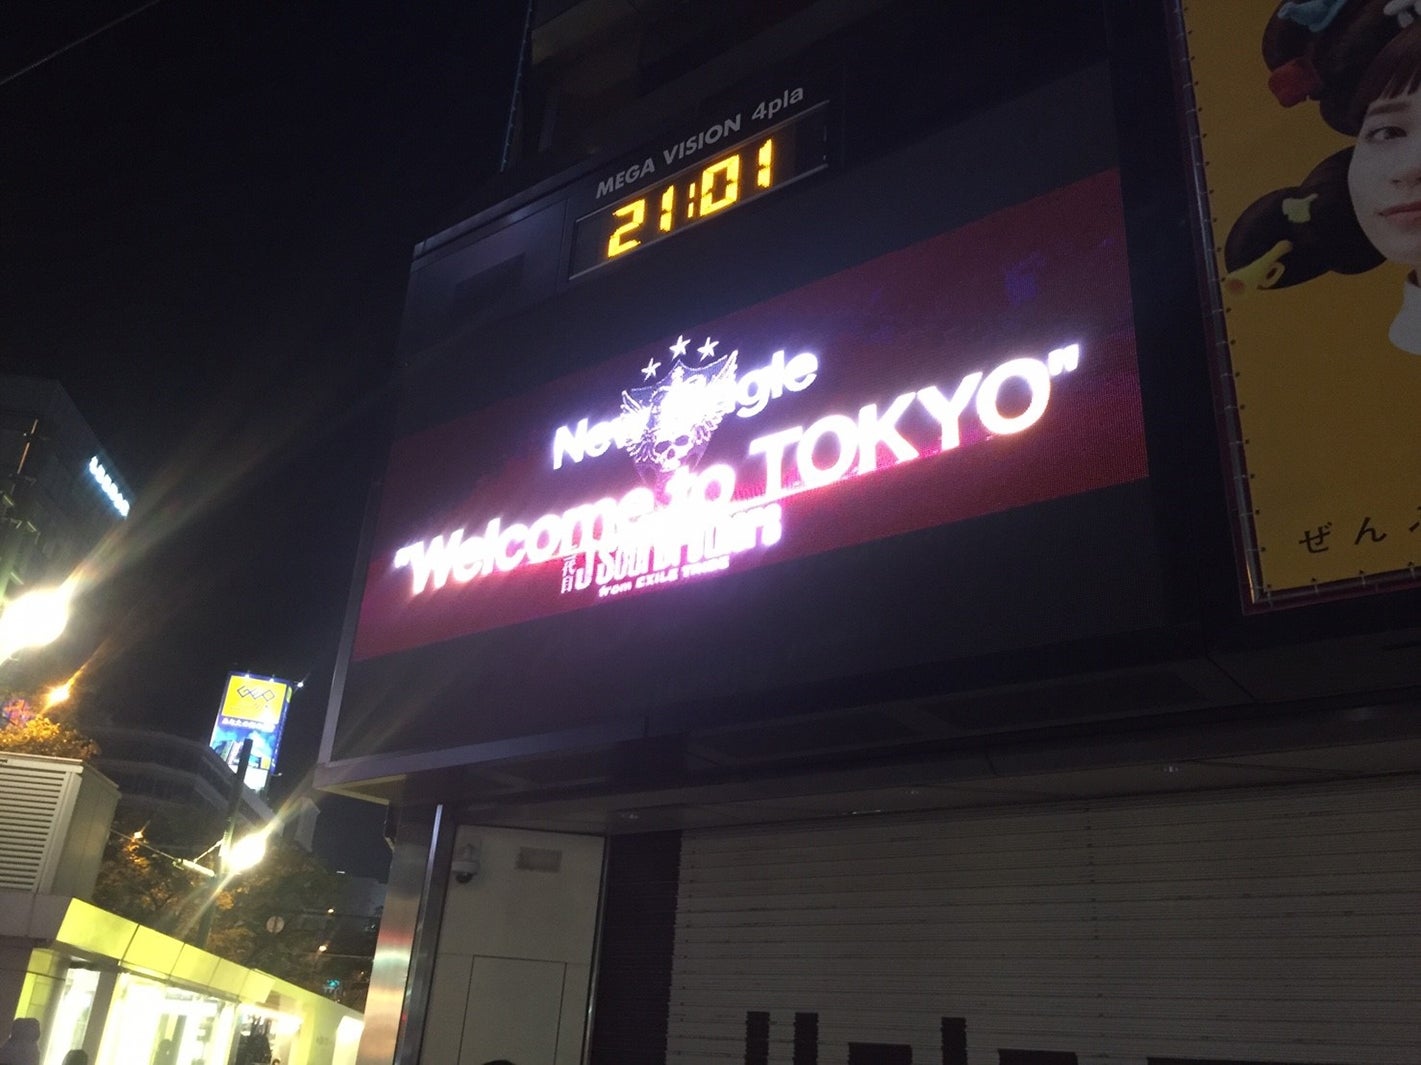 MEGA VISION 4pla
21:01
New Single
"Welcome to TOKYO"
三代目
J Soul Brothers
from EXILE TRIBE
ぜん